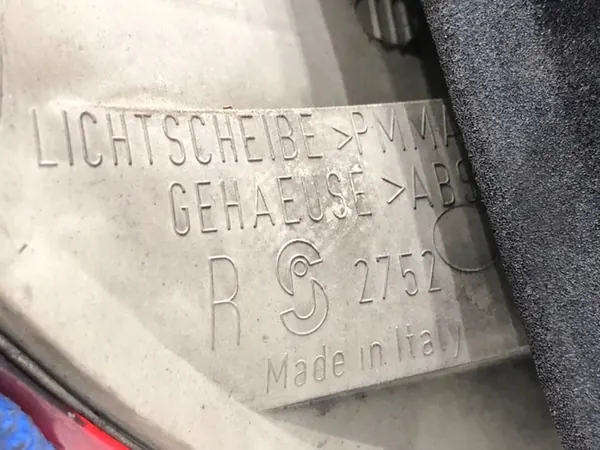 LICHTSCHEIBE >PMMA
GEHAEUSE >ABS
R 2752
Made in Italy